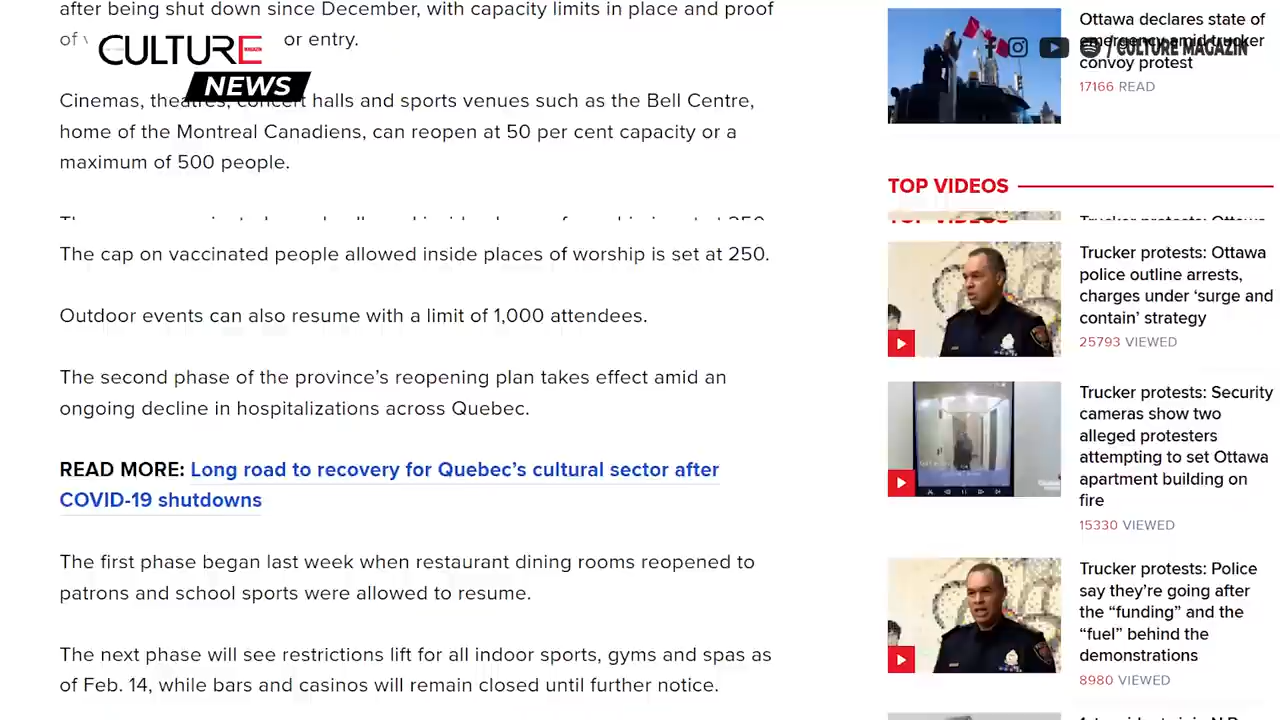 after being shut down since December, with capacity limits in place and proof
of
or entry.
CULTURE
NEWS
Cinemas, theatres, concert halls and sports venues such as the Bell Centre,
home of the Montreal Canadiens, can reopen at 50 per cent capacity or a
maximum of 500 people.
The cap on vaccinated people allowed inside places of worship is set at 250.
Outdoor events can also resume with a limit of 1,000 attendees.
The second phase of the province’s reopening plan takes effect amid an
ongoing decline in hospitalizations across Quebec.
READ MORE: Long road to recovery for Quebec’s cultural sector after
COVID-19 shutdowns
The first phase began last week when restaurant dining rooms reopened to
patrons and school sports were allowed to resume.
The next phase will see restrictions lift for all indoor sports, gyms and spas as
of Feb. 14, while bars and casinos will remain closed until further notice.
Ottawa declares state of
emergency amid trucker
/ CULTURE MAGAZIN
convoy protest
17166 READ
TOP VIDEOS
TOP VIDEOS
Trucker protests: Ottawa
Trucker protests: Ottawa
police outline arrests,
charges under ‘surge and
contain’ strategy
25793 VIEWED
Trucker protests: Security
cameras show two
alleged protesters
attempting to set Ottawa
apartment building on
fire
15330 VIEWED
Trucker protests: Police
say they’re going after
the “funding” and the
“fuel” behind the
demonstrations
8980 VIEWED